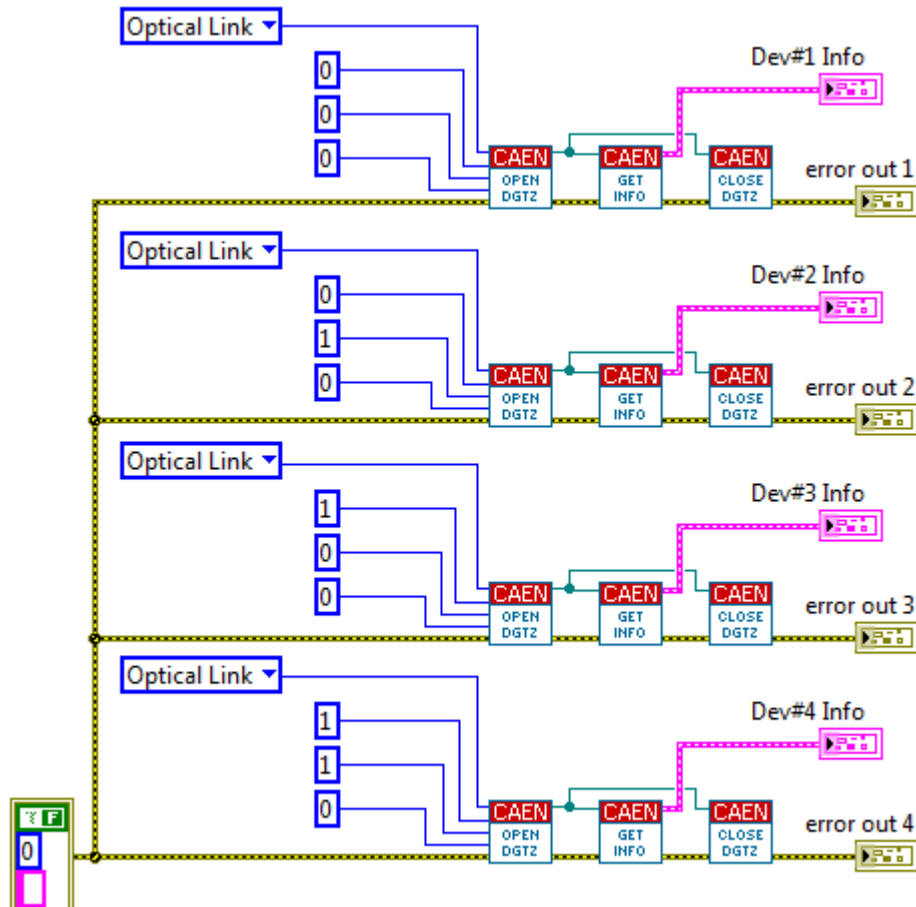 Optical Link
Dev#1 Info
0
0
0
CAEN CAEN CAEN
OPEN DGTZ
GET INFO
CLOSE DGTZ
error out 1
Optical Link
Dev#2 Info
0
1
0
CAEN CAEN CAEN
OPEN DGTZ
GET INFO
CLOSE DGTZ
error out 2
Optical Link
Dev#3 Info
1
0
0
CAEN CAEN CAEN
OPEN DGTZ
GET INFO
CLOSE DGTZ
error out 3
Optical Link
Dev#4 Info
1
1
0
CAEN CAEN CAEN
OPEN DGTZ
GET INFO
CLOSE DGTZ
error out 4
F
0